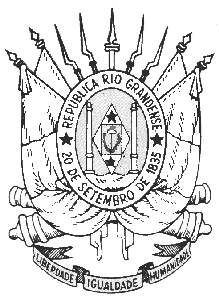 REPUBLICA RIO GRANDENSE
20 DE SETEMBRO DE 1835
LIBERDADE IGUALDADE HUMANIDADE